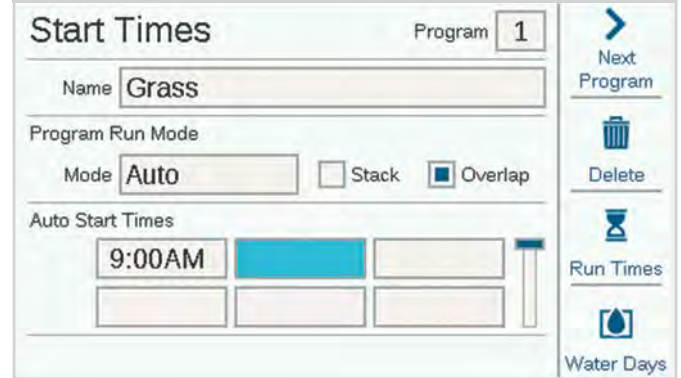 Start Times
Program 1
Next Program
Name Grass
Program Run Mode
Mode Auto Stack Overlap
Delete
Auto Start Times
9:00AM
Run Times
Water Days